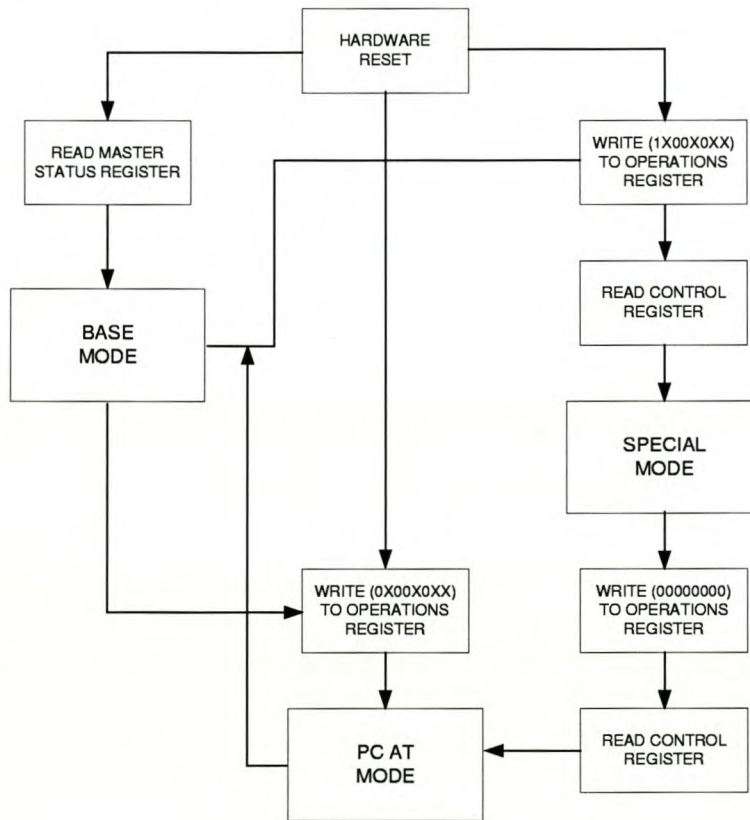 HARDWARE
RESET
READ MASTER
STATUS REGISTER
WRITE (1X00X0XX)
TO OPERATIONS
REGISTER
BASE
MODE
READ CONTROL
REGISTER
SPECIAL
MODE
WRITE (0X00X0XX)
TO OPERATIONS
REGISTER
WRITE (00000000)
TO OPERATIONS
REGISTER
PC AT
MODE
READ CONTROL
REGISTER